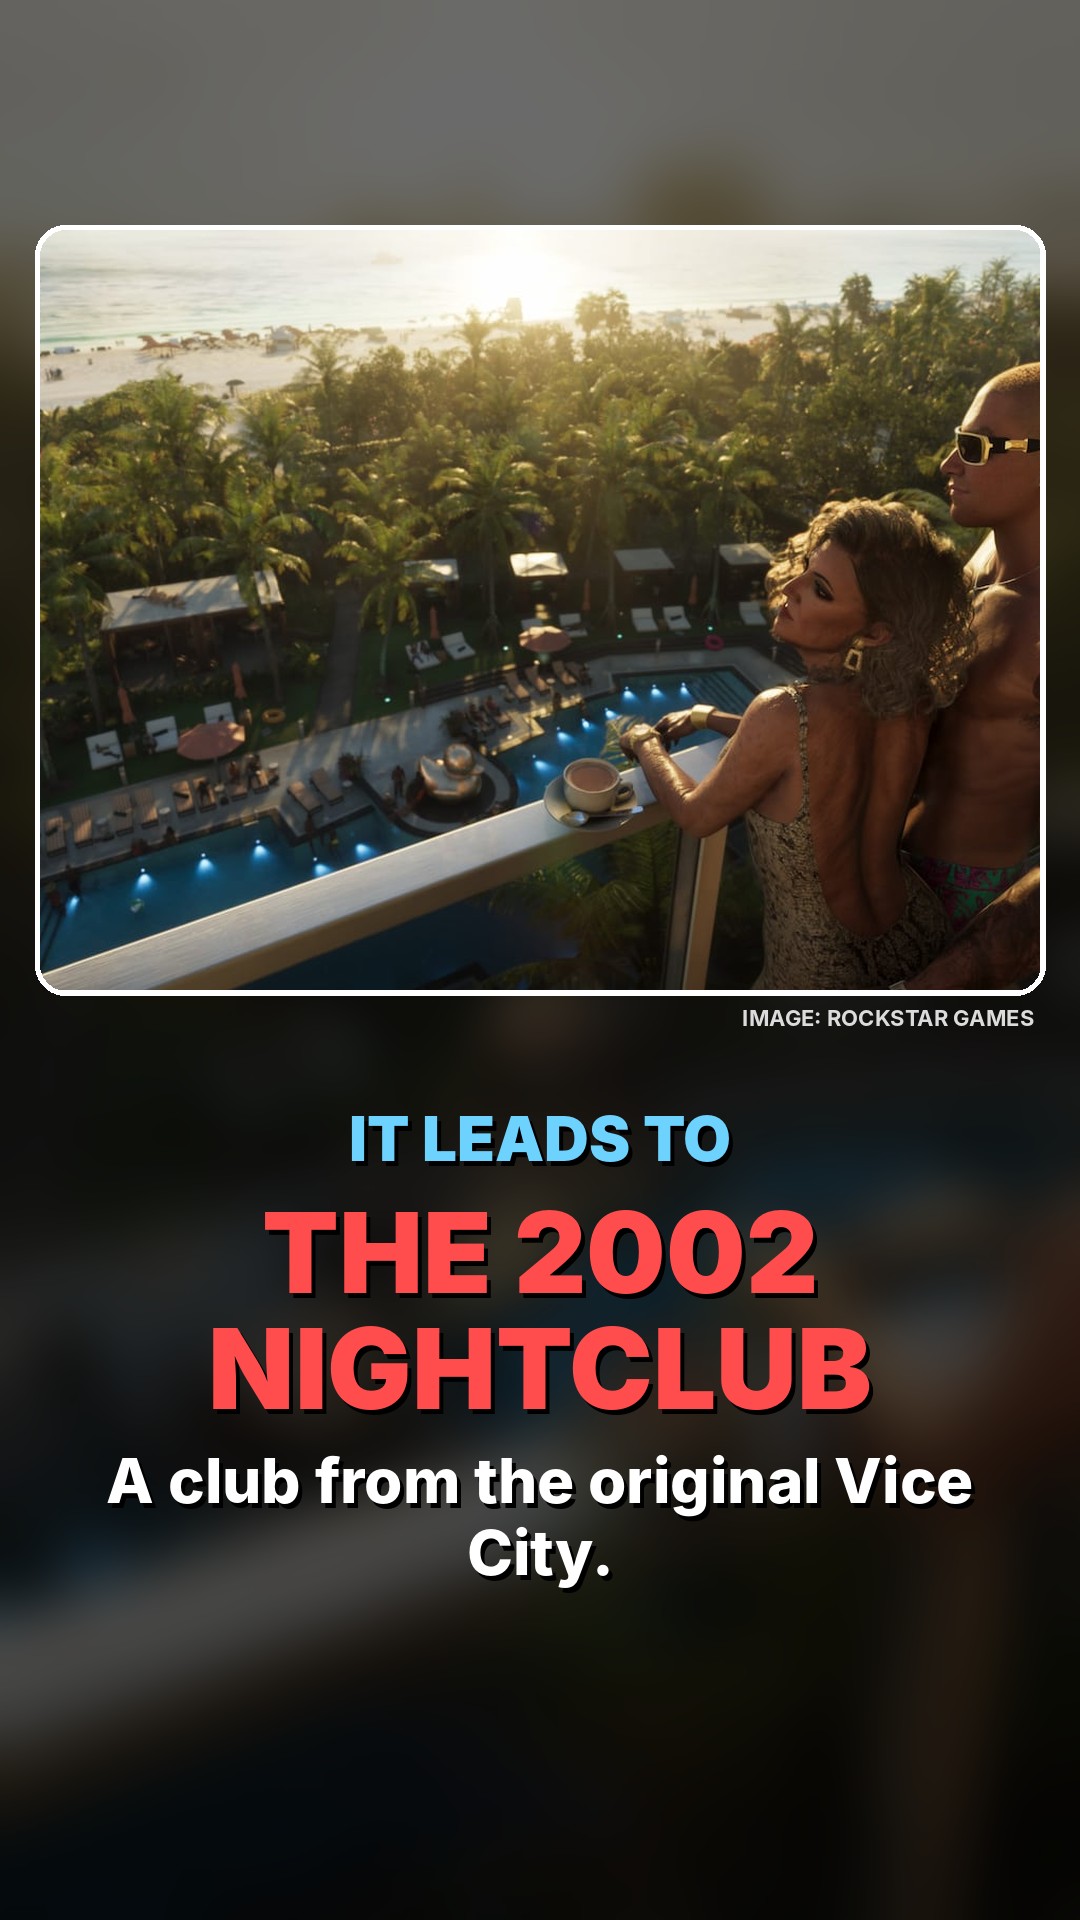 IMAGE: ROCKSTAR GAMES
IT LEADS TO
THE 2002
NIGHTCLUB
A club from the original Vice
City.